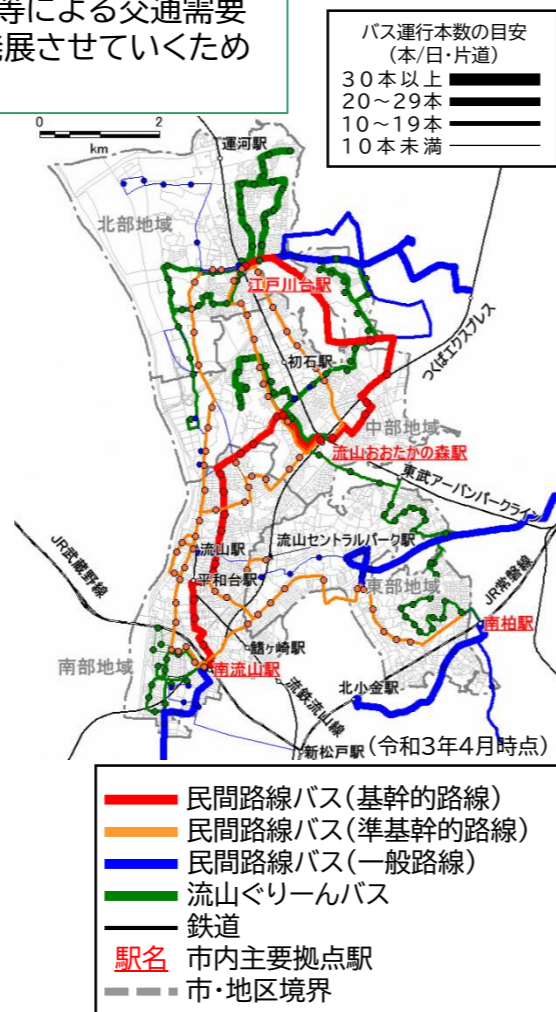 等による交通需要
発展させていくため
バス運行本数の目安
(本/日・片道)
30本以上
20～29本
10～19本
10本未満
0 2
km
運河駅
北部地域
江戸川台駅
つくばエクスプレス
初石駅
中部地域
流山おおたかの森駅
東武アーバンパークライン
JR武蔵野線
流山セントラルパーク駅
流山駅
JR常磐線
平和台駅
東部地域
南柏駅
鰭ヶ崎駅
南部地域
南流山駅
流鉄流山線
北小金駅
新松戸駅
(令和3年4月時点)
民間路線バス(基幹的路線)
民間路線バス(準基幹的路線)
民間路線バス(一般路線)
流山ぐりーんバス
鉄道
駅名 市内主要拠点駅
市・地区境界